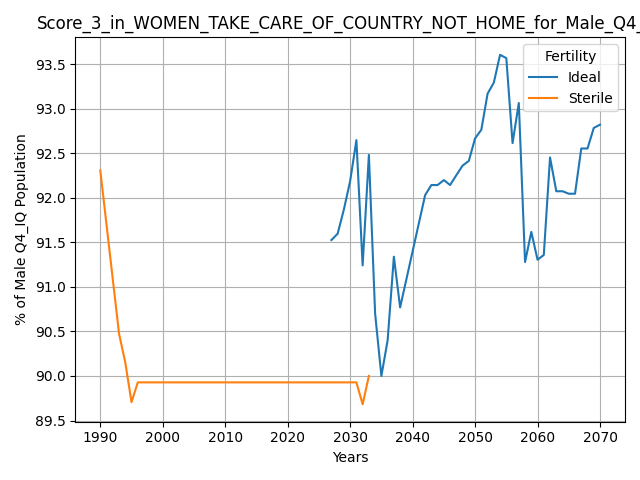 Score_3_in_WOMEN_TAKE_CARE_OF_COUNTRY_NOT_HOME_for_Male_Q4_
Fertility
Ideal
Sterile
% of Male Q4_IQ Population
93.5
93.0
92.5
92.0
91.5
91.0
90.5
90.0
89.5
1990 2000 2010 2020 2030 2040 2050 2060 2070
Years